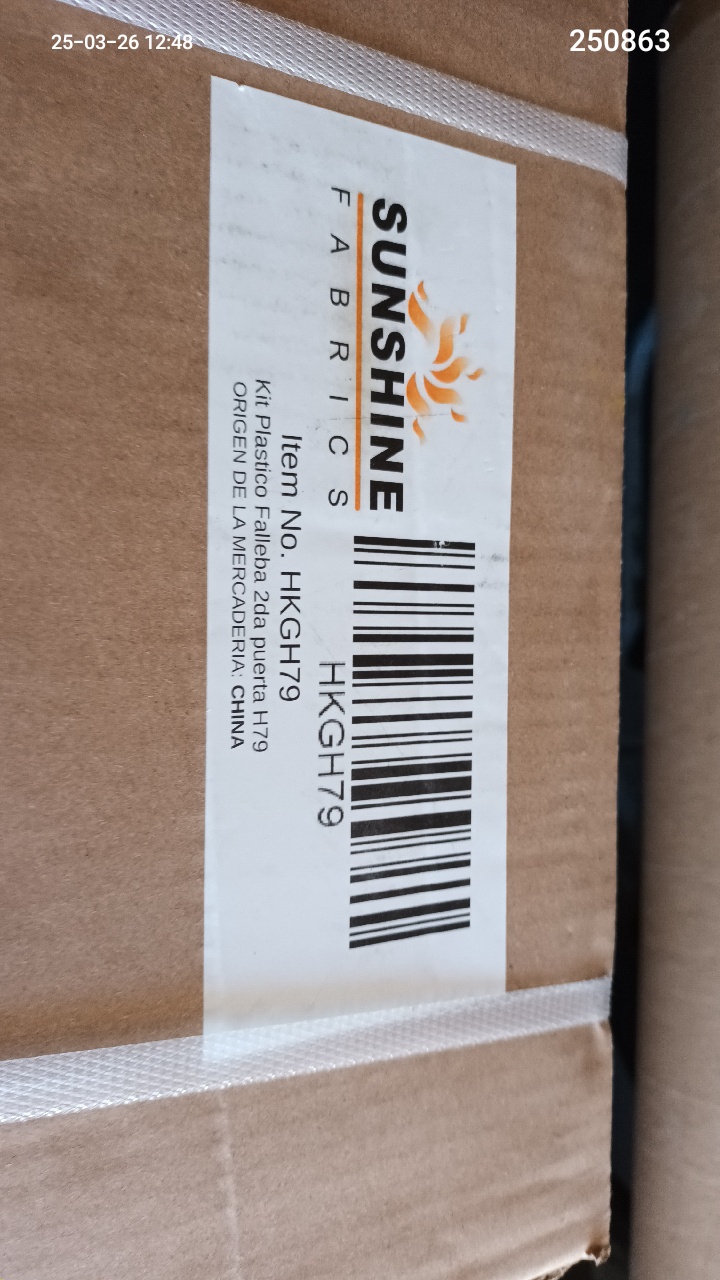 25-03-26 12:48
250863
SUNSHINE
FABRICS
HKGH79
Item No. HKGH79
Kit Plastico Falleba 2da puerta H79
ORIGEN DE LA MERCADERIA: CHINA